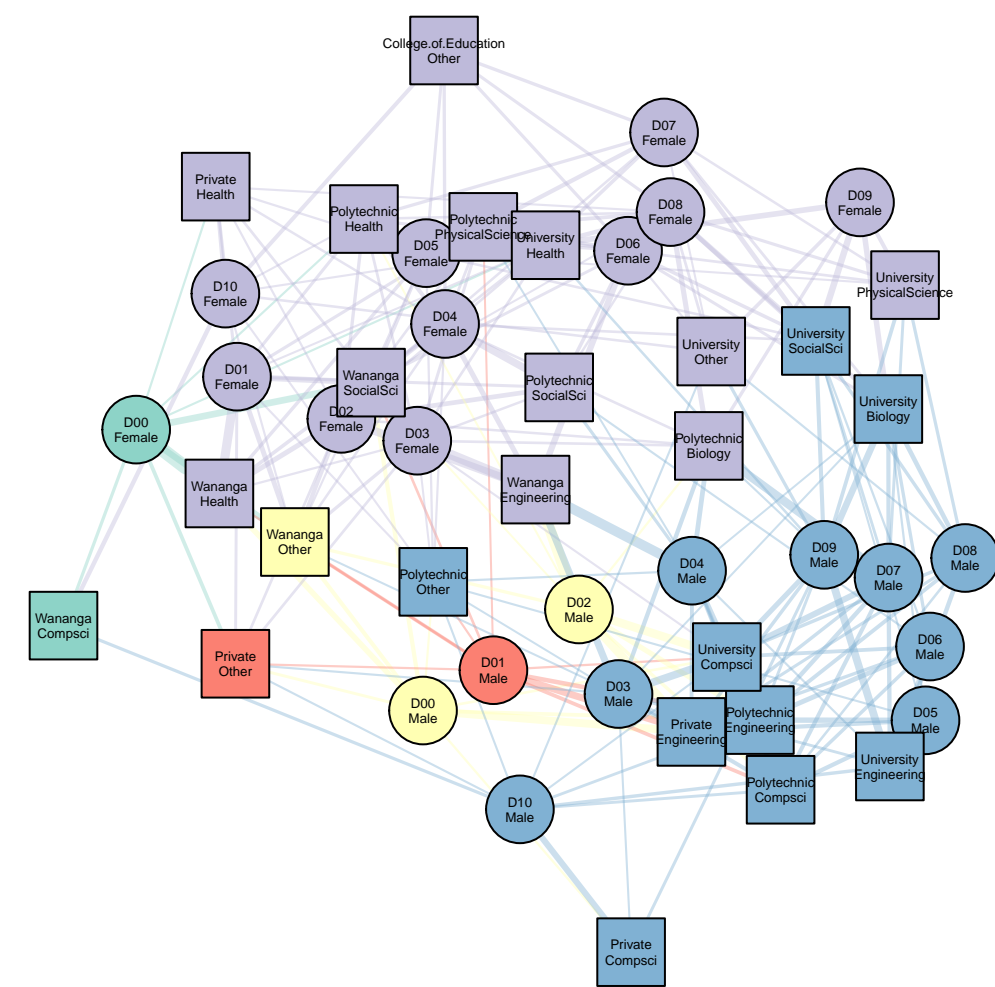 College.of.Education
Other
D07
Female
Private
Health
Polytechnic
Health
D05
Female
Polytechnic
PhysicalScience
University
Health
D06
Female
D08
Female
D09
Female
University
PhysicalScience
D10
Female
D04
Female
University
SocialSci
University
Other
D01
Female
Wananga
SocialSci
Polytechnic
SocialSci
University
Biology
D00
Female
D02
Female
D03
Female
Polytechnic
Biology
Wananga
Health
Wananga
Engineering
Wananga
Other
Polytechnic
Other
D04
Male
D09
Male
D07
Male
D08
Male
Wananga
Compsci
D02
Male
Private
Other
D01
Male
University
Compsci
D06
Male
D03
Male
D00
Male
Private
Engineering
Polytechnic
Engineering
D05
Male
University
Engineering
Polytechnic
Compsci
D10
Male
Private
Compsci